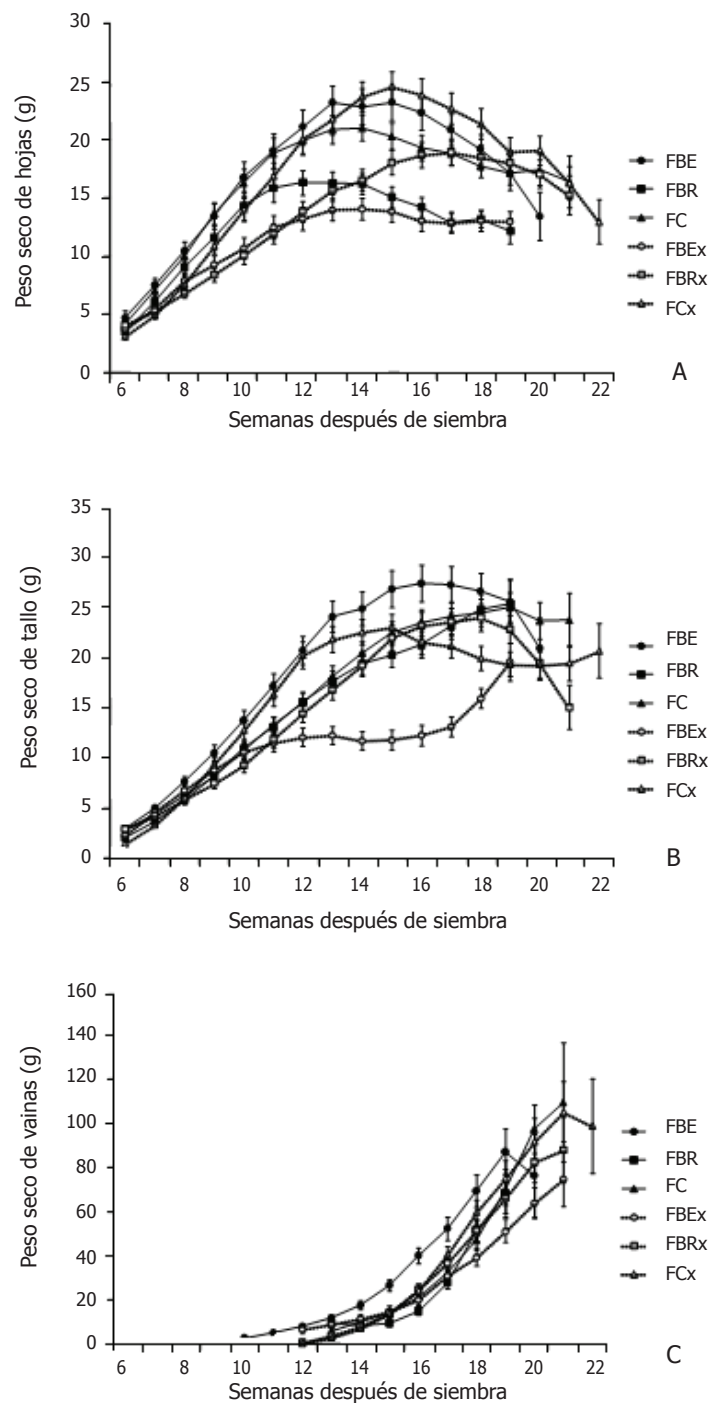 Peso seco de hojas (g)
30
25
20
15
10
5
0
6 8 10 12 14 16 18 20 22
Semanas después de siembra
FBE
FBR
FC
FBEx
FBRx
FCx
A
Peso seco de tallo (g)
35
30
25
20
15
10
5
0
6 8 10 12 14 16 18 20 22
Semanas después de siembra
FBE
FBR
FC
FBEx
FBRx
FCx
B
Peso seco de vainas (g)
160
140
120
100
80
60
40
20
0
6 8 10 12 14 16 18 20 22
Semanas después de siembra
FBE
FBR
FC
FBEx
FBRx
FCx
C